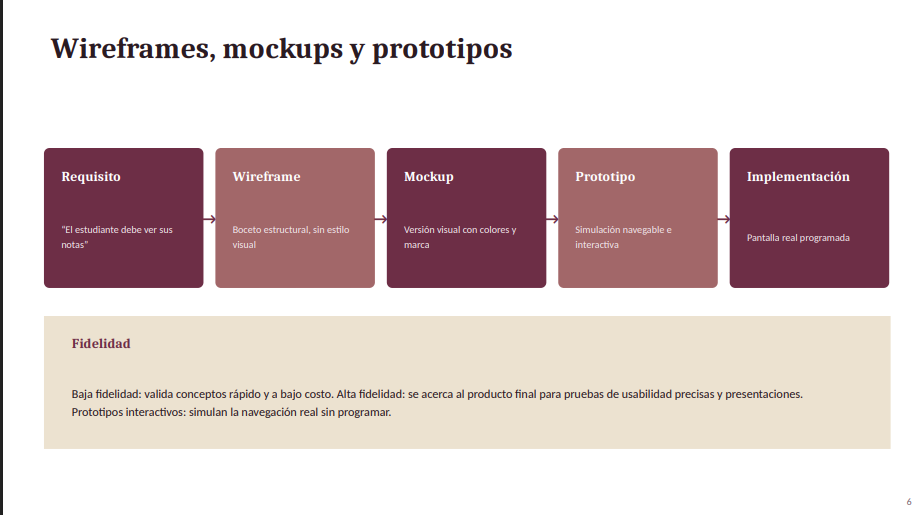 Wireframes, mockups y prototipos
Requisito
“El estudiante debe ver sus
notas”
→
Wireframe
Boceto estructural, sin estilo
visual
→
Mockup
Versión visual con colores y
marca
→
Prototipo
Simulación navegable e
interactiva
→
Implementación
Pantalla real programada
Fidelidad
Baja fidelidad: valida conceptos rápido y a bajo costo. Alta fidelidad: se acerca al producto final para pruebas de usabilidad precisas y presentaciones.
Prototipos interactivos: simulan la navegación real sin programar.
6